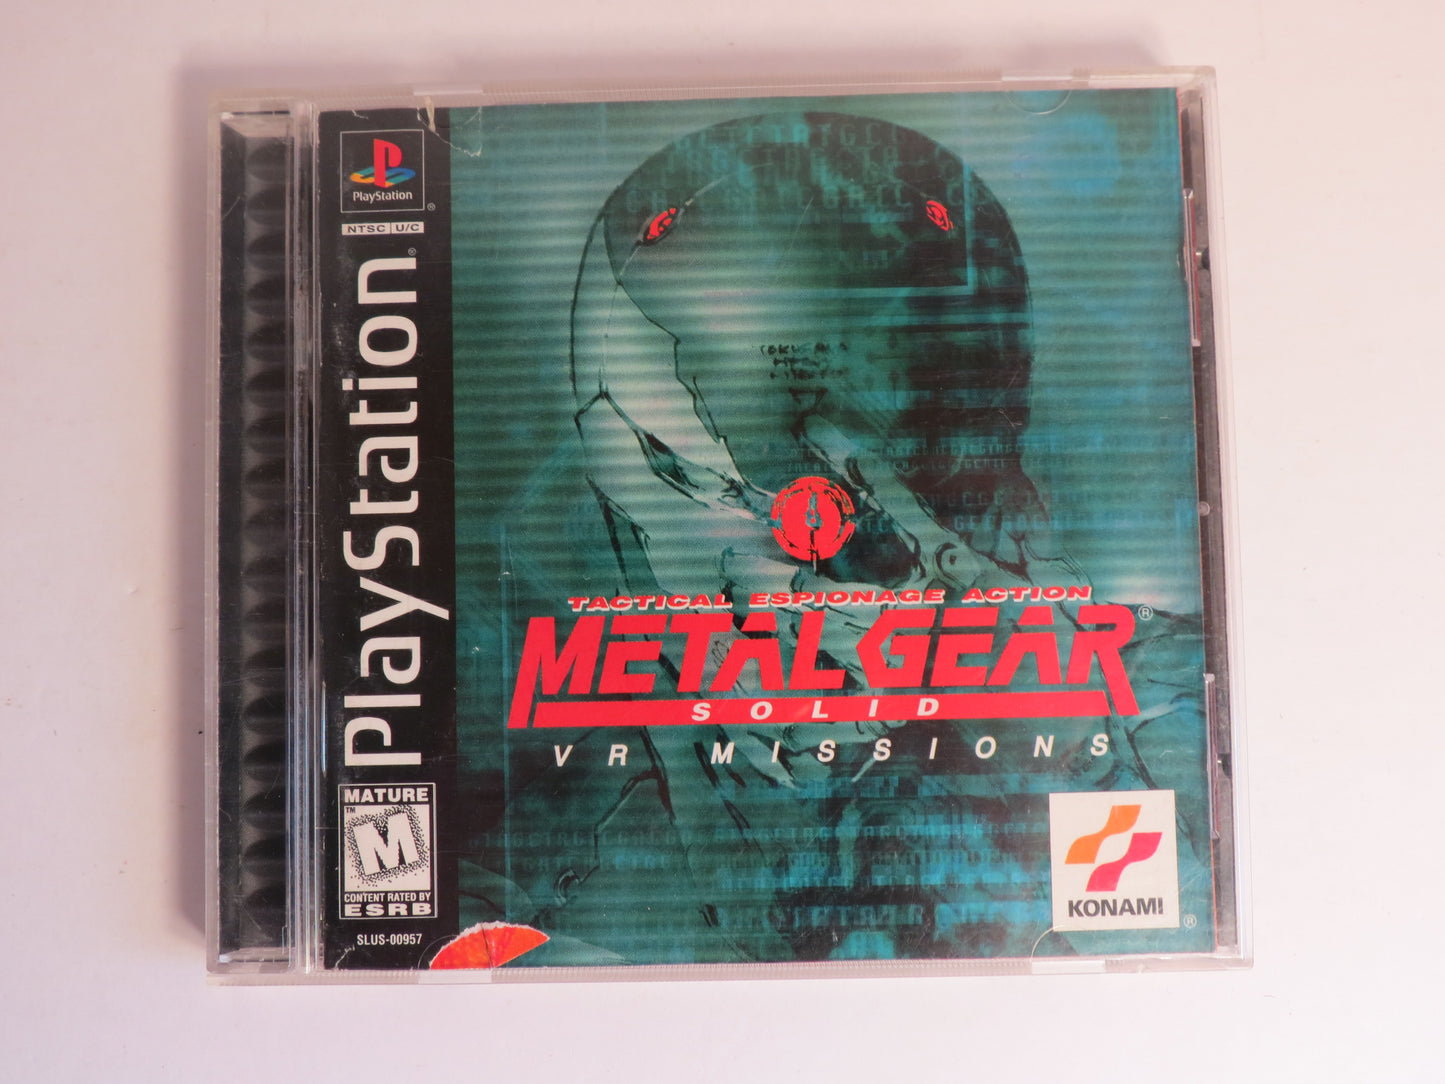 PlayStation
®
NTSC U/C
PlayStation®
MATURE
™
M
CONTENT RATED BY
ESRB
SLUS-00957
TACTICAL ESPIONAGE ACTION
METAL GEAR®
SOLID
VR MISSIONS
KONAMI
®